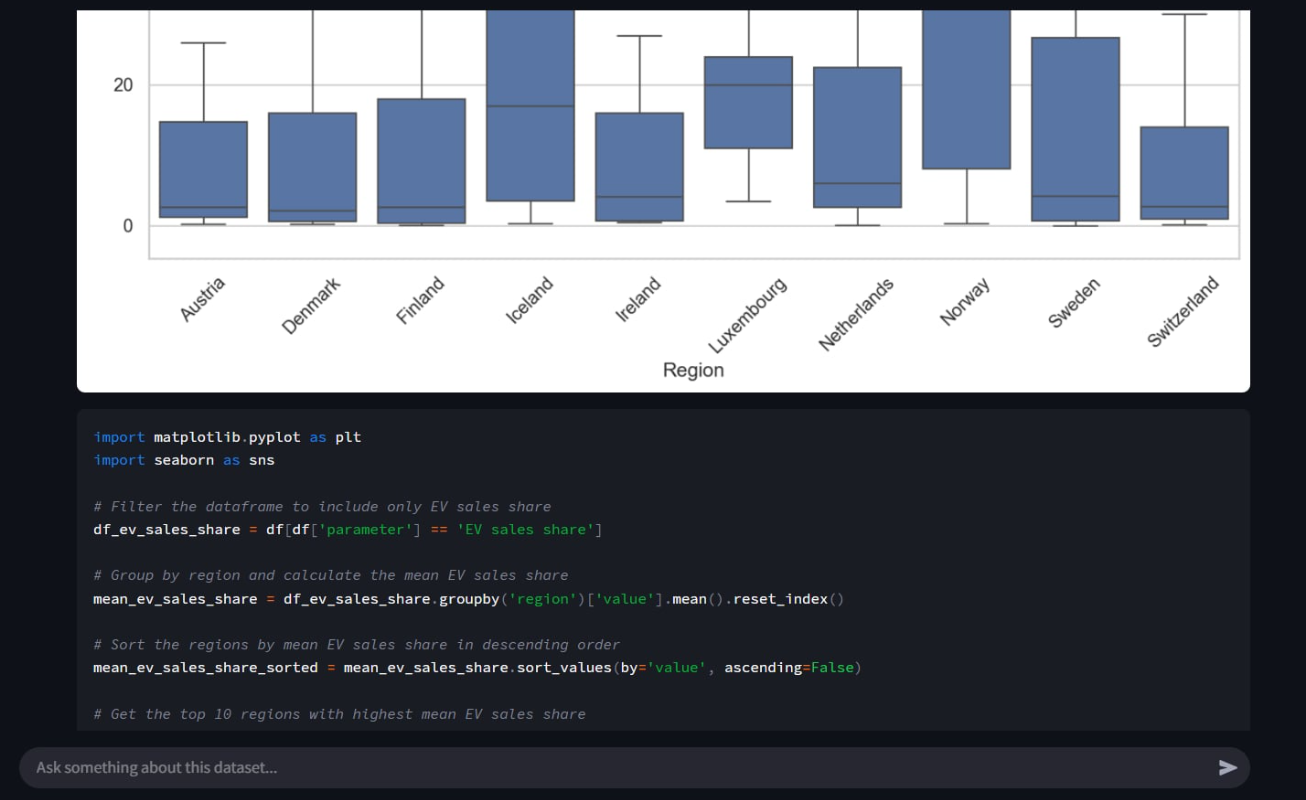 20
0
Austria
Denmark
Finland
Iceland
Ireland
Luxembourg
Netherlands
Norway
Sweden
Switzerland
Region
import matplotlib.pyplot as plt
import seaborn as sns
# Filter the dataframe to include only EV sales share
df_ev_sales_share = df[df['parameter'] == 'EV sales share']
# Group by region and calculate the mean EV sales share
mean_ev_sales_share = df_ev_sales_share.groupby('region')['value'].mean().reset_index()
# Sort the regions by mean EV sales share in descending order
mean_ev_sales_share_sorted = mean_ev_sales_share.sort_values(by='value', ascending=False)
# Get the top 10 regions with highest mean EV sales share
Ask something about this dataset...